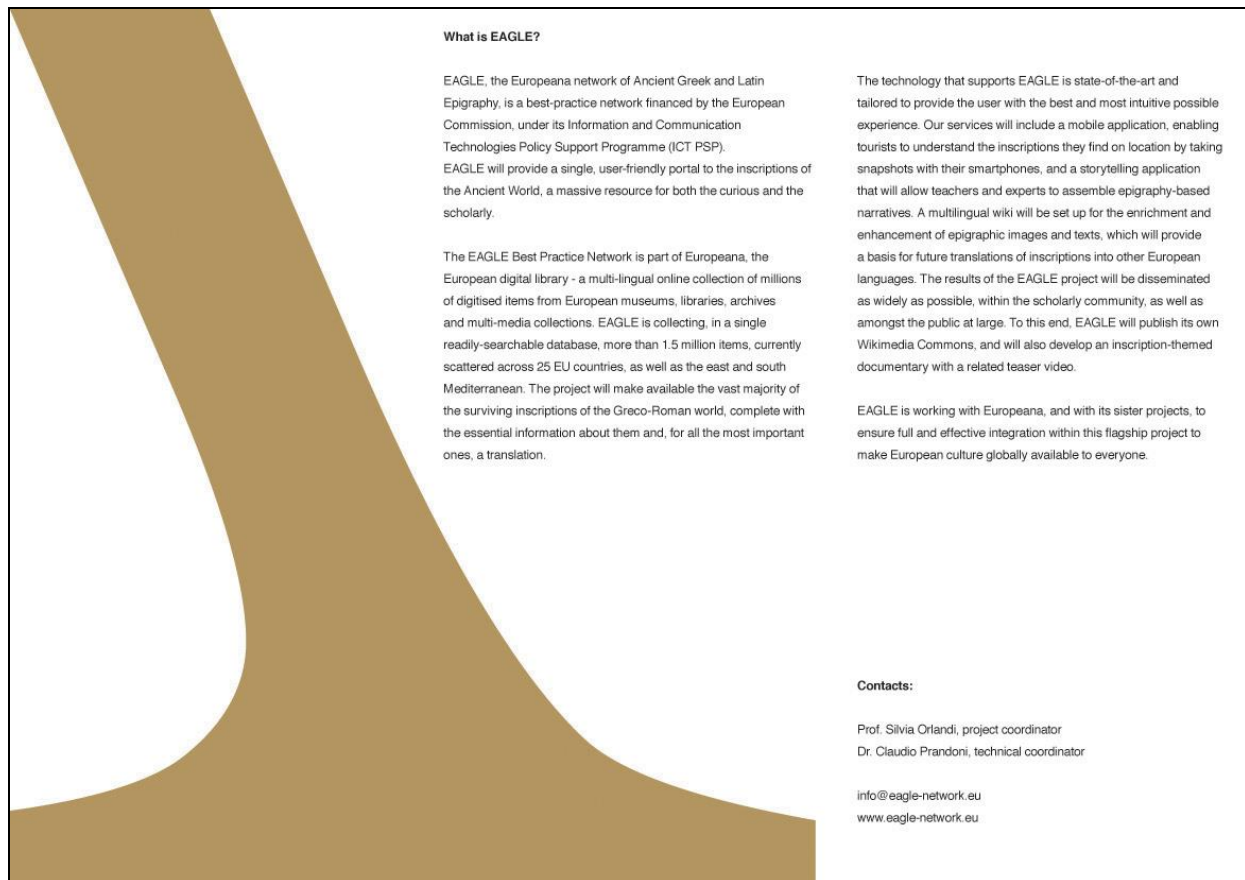 What is EAGLE?
EAGLE, the Europeana network of Ancient Greek and Latin
Epigraphy, is a best-practice network financed by the European
Commission, under its Information and Communication
Technologies Policy Support Programme (ICT PSP).
EAGLE will provide a single, user-friendly portal to the inscriptions of
the Ancient World, a massive resource for both the curious and the
scholarly.
The EAGLE Best Practice Network is part of Europeana, the
European digital library - a multi-lingual online collection of millions
of digitised items from European museums, libraries, archives
and multi-media collections. EAGLE is collecting, in a single
readily-searchable database, more than 1.5 million items, currently
scattered across 25 EU countries, as well as the east and south
Mediterranean. The project will make available the vast majority of
the surviving inscriptions of the Greco-Roman world, complete with
the essential information about them and, for all the most important
ones, a translation.
The technology that supports EAGLE is state-of-the-art and
tailored to provide the user with the best and most intuitive possible
experience. Our services will include a mobile application, enabling
tourists to understand the inscriptions they find on location by taking
snapshots with their smartphones, and a storytelling application
that will allow teachers and experts to assemble epigraphy-based
narratives. A multilingual wiki will be set up for the enrichment and
enhancement of epigraphic images and texts, which will provide
a basis for future translations of inscriptions into other European
languages. The results of the EAGLE project will be disseminated
as widely as possible, within the scholarly community, as well as
amongst the public at large. To this end, EAGLE will publish its own
Wikimedia Commons, and will also develop an inscription-themed
documentary with a related teaser video.
EAGLE is working with Europeana, and with its sister projects, to
ensure full and effective integration within this flagship project to
make European culture globally available to everyone.
Contacts:
Prof. Silvia Orlandi, project coordinator
Dr. Claudio Prandoni, technical coordinator
info@eagle-network.eu
www.eagle-network.eu